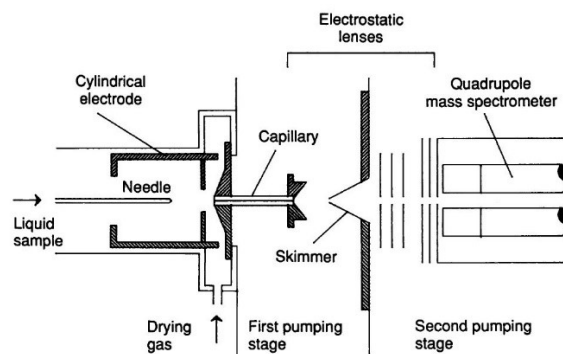 Electrostatic
lenses
Cylindrical
electrode
Quadrupole
mass spectrometer
Capillary
Needle
Liquid
sample
Skimmer
Drying
gas
First pumping
stage
Second pumping
stage